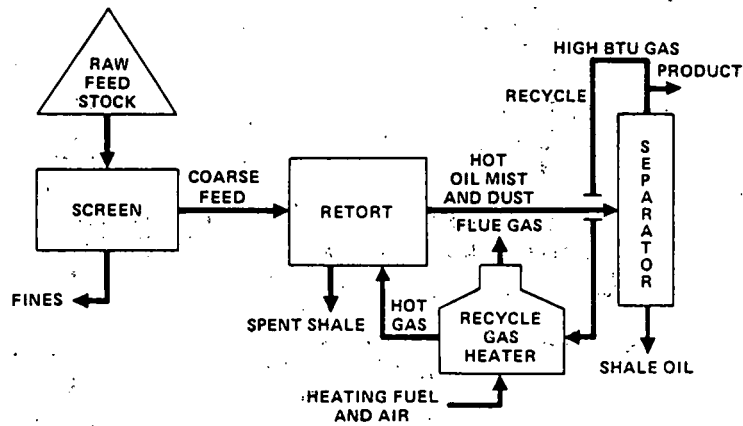 RAW
FEED
STOCK
SCREEN
FINES
COARSE
FEED
RETORT
SPENT SHALE
HOT
GAS
HOT
OIL MIST
AND DUST
FLUE GAS
RECYCLE
GAS
HEATER
HEATING FUEL
AND AIR
HIGH BTU GAS
RECYCLE
PRODUCT
SEPARATOR
SHALE OIL